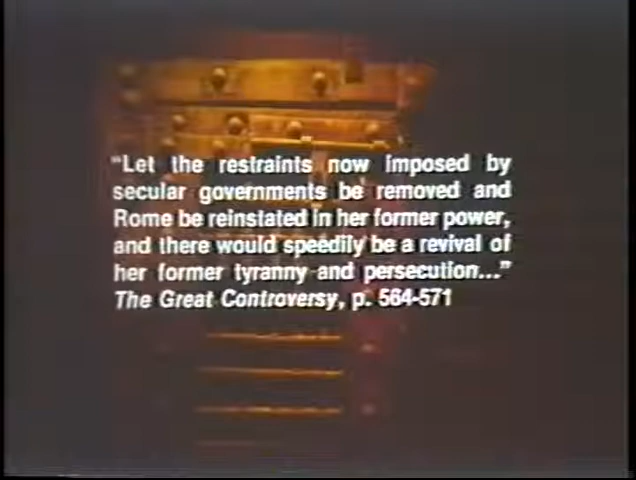 "Let the restraints now imposed by
secular governments be removed and
Rome be reinstated in her former power,
and there would speedily be a revival of
her former tyranny and persecution..."
The Great Controversy, p. 564-571